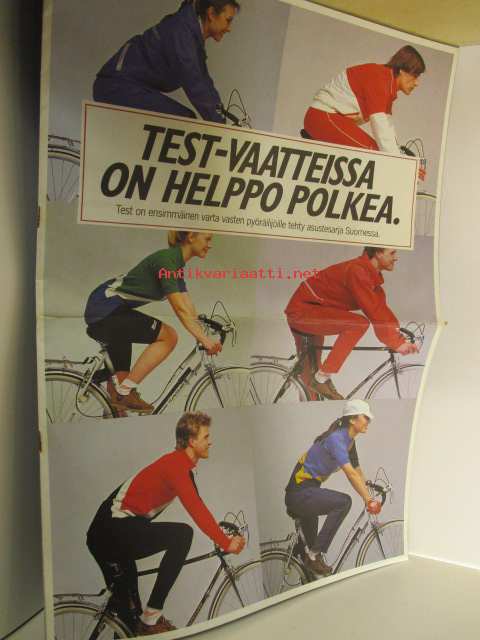 TEST-VAATTEISSA
ON HELPPO POLKEA.
Test on ensimmäinen varta vasten pyöräilijöille tehty asustesarja Suomessa.
Antikvariaatti.net